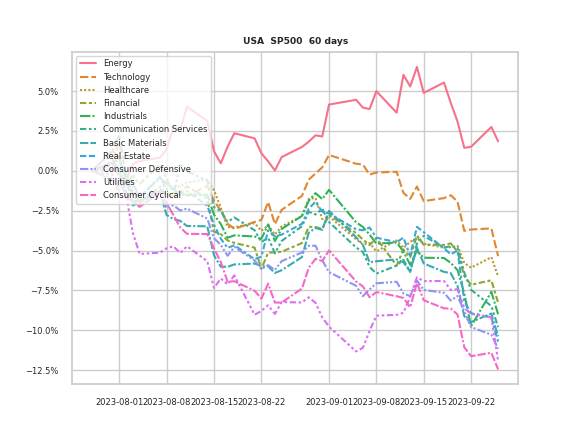 USA  SP500  60 days
Energy
Technology
Healthcare
Financial
Industrials
Communication Services
Basic Materials
Real Estate
Consumer Defensive
Utilities
Consumer Cyclical
5.0%
2.5%
0.0%
−2.5%
−5.0%
−7.5%
−10.0%
−12.5%
2023-08-01
2023-08-08
2023-08-15
2023-08-22
2023-09-01
2023-09-08
2023-09-15
2023-09-22